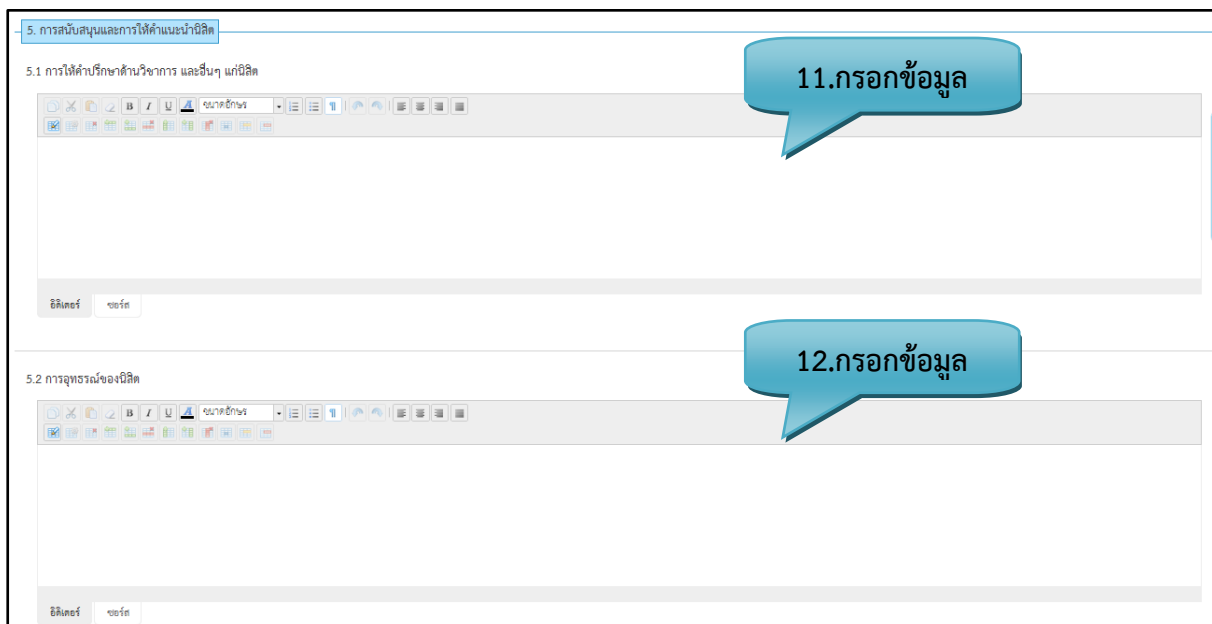 5. การสนับสนุนและการให้คำแนะนำนิสิต
11.กรอกข้อมูล
5.1 การให้คำปรึกษาด้านวิชาการ และอื่นๆ แก่นิสิต
B I U A ขนาดอักษร
อิดิเตอร์ ซอร์ส
12.กรอกข้อมูล
5.2 การอุทธรณ์ของนิสิต
B I U A ขนาดอักษร
อิดิเตอร์ ซอร์ส